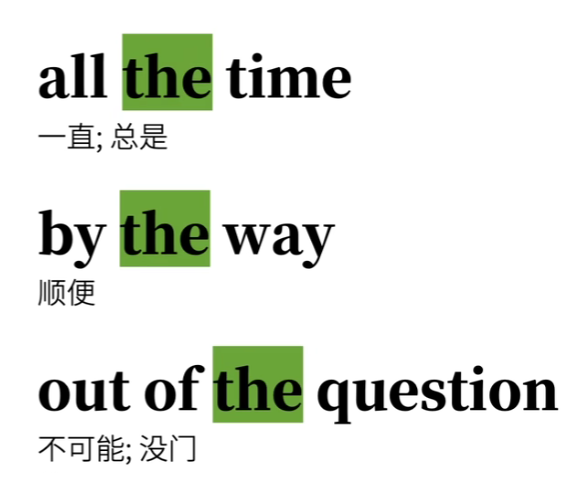 all the time
一直; 总是
by the way
顺便
out of the question
不可能; 没门